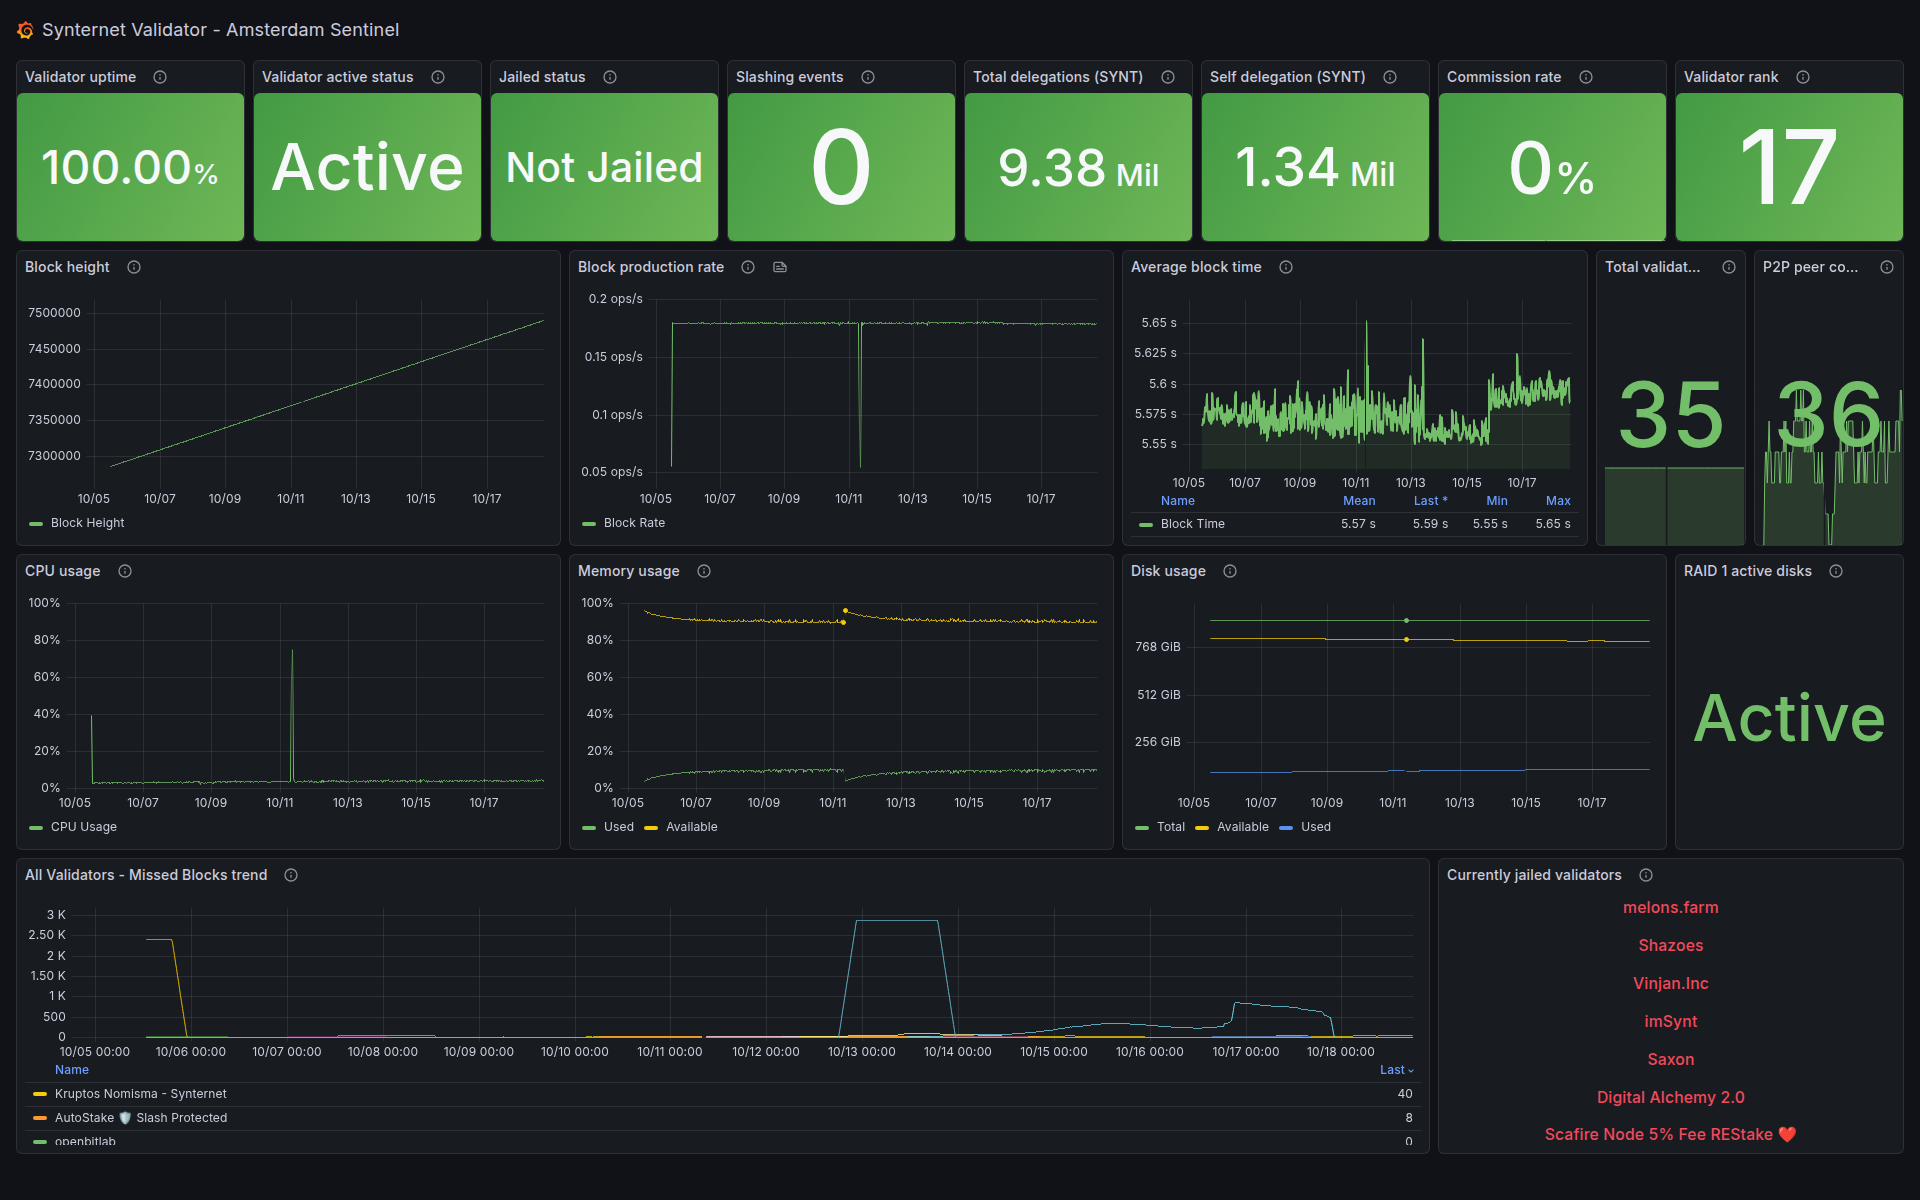 Synternet Validator - Amsterdam Sentinel
Validator uptime
Validator active status
Jailed status
Slashing events
Total delegations (SYNT)
Self delegation (SYNT)
Commission rate
Validator rank
100.00%
Active
Not Jailed
0
9.38 Mil
1.34 Mil
0%
17
Block height
7500000
7450000
7400000
7350000
7300000
10/05 10/07 10/09 10/11 10/13 10/15 10/17
Block Height
Block production rate
0.2 ops/s
0.15 ops/s
0.1 ops/s
0.05 ops/s
10/05 10/07 10/09 10/11 10/13 10/15 10/17
Block Rate
Average block time
5.65 s
5.625 s
5.6 s
5.575 s
5.55 s
10/05 10/07 10/09 10/11 10/13 10/15 10/17
Name Mean Last * Min Max
Block Time 5.57 s 5.59 s 5.55 s 5.65 s
Total validat...
35
P2P peer co...
36
CPU usage
100%
80%
60%
40%
20%
0%
10/05 10/07 10/09 10/11 10/13 10/15 10/17
CPU Usage
Memory usage
100%
80%
60%
40%
20%
0%
10/05 10/07 10/09 10/11 10/13 10/15 10/17
Used Available
Disk usage
768 GiB
512 GiB
256 GiB
10/05 10/07 10/09 10/11 10/13 10/15 10/17
Total Available Used
RAID 1 active disks
Active
All Validators - Missed Blocks trend
3 K
2.50 K
2 K
1.50 K
1 K
500
0
10/05 00:00 10/06 00:00 10/07 00:00 10/08 00:00 10/09 00:00 10/10 00:00 10/11 00:00 10/12 00:00 10/13 00:00 10/14 00:00 10/15 00:00 10/16 00:00 10/17 00:00 10/18 00:00
Name Last
Kruptos Nomisma - Synternet 40
AutoStake 🛡️ Slash Protected 8
openbitlab 0
Currently jailed validators
melons.farm
Shazoes
Vinjan.Inc
imSynt
Saxon
Digital Alchemy 2.0
Scafire Node 5% Fee REStake ❤️